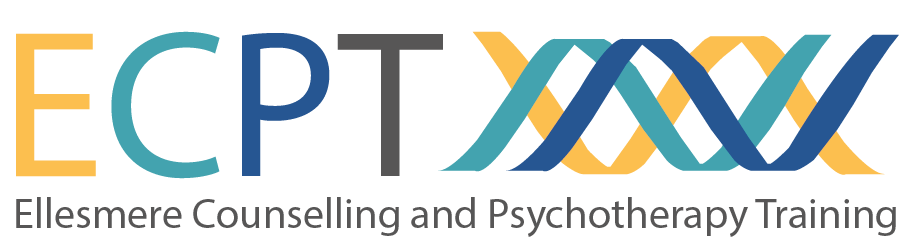 ECPT
Ellesmere Counselling and Psychotherapy Training